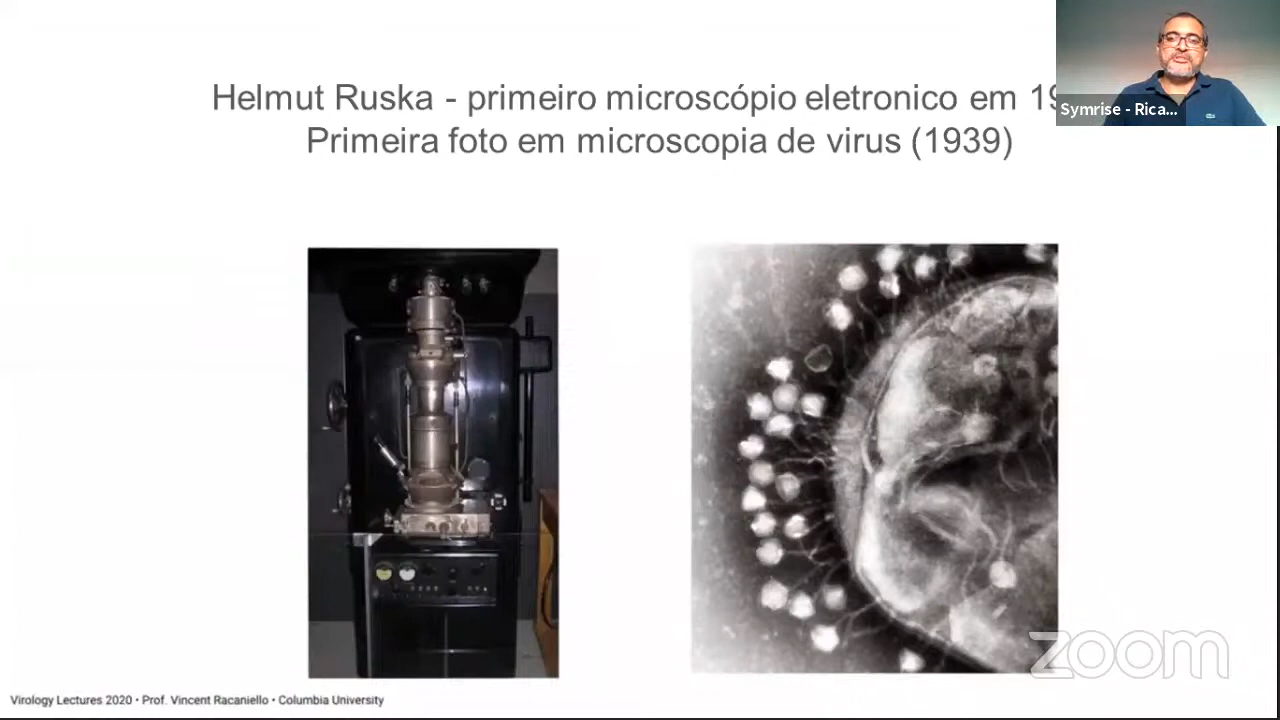 Helmut Ruska - primeiro microscópio eletronico em 19
Primeira foto em microscopia de virus (1939)
Symrise - Rica...
Virology Lectures 2020 • Prof. Vincent Racaniello • Columbia University
zoom